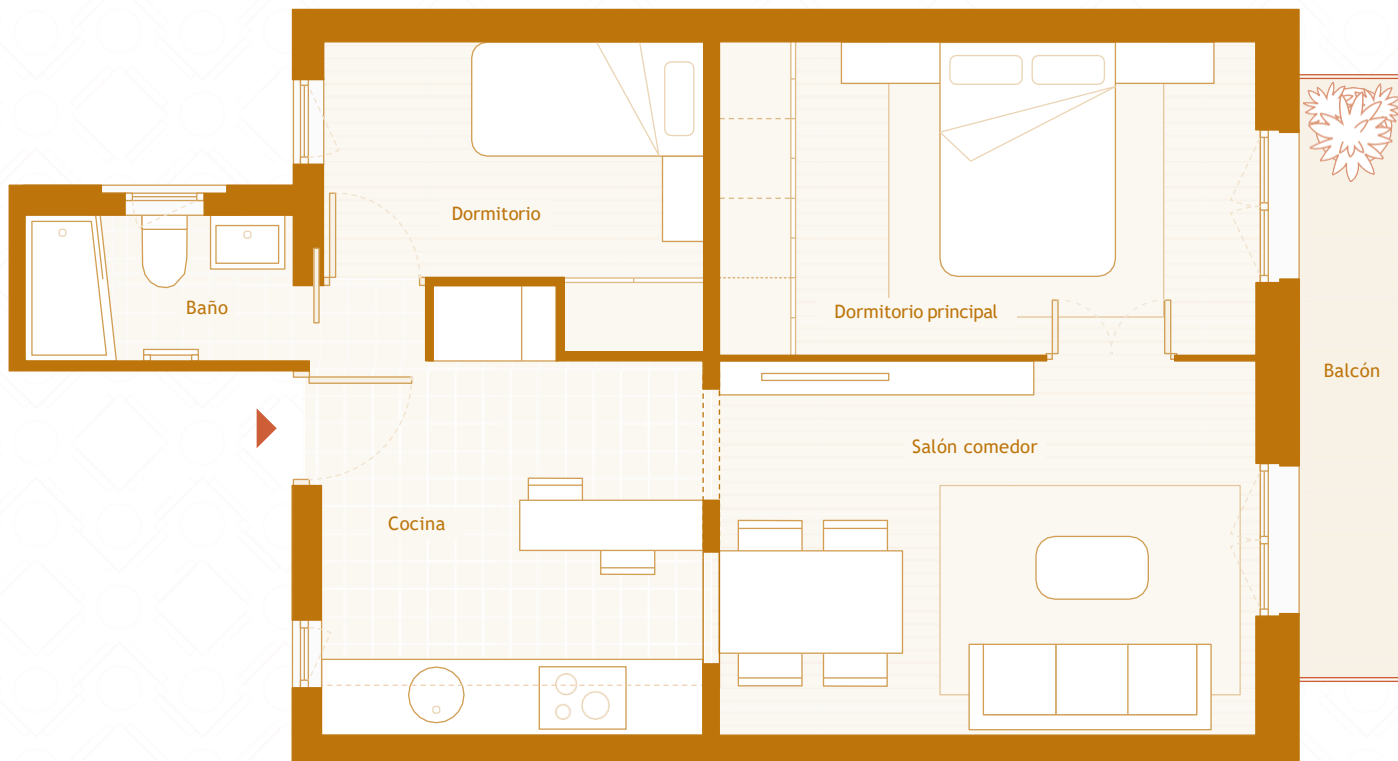 Dormitorio
Baño
Dormitorio principal
Balcón
Salón comedor
Cocina